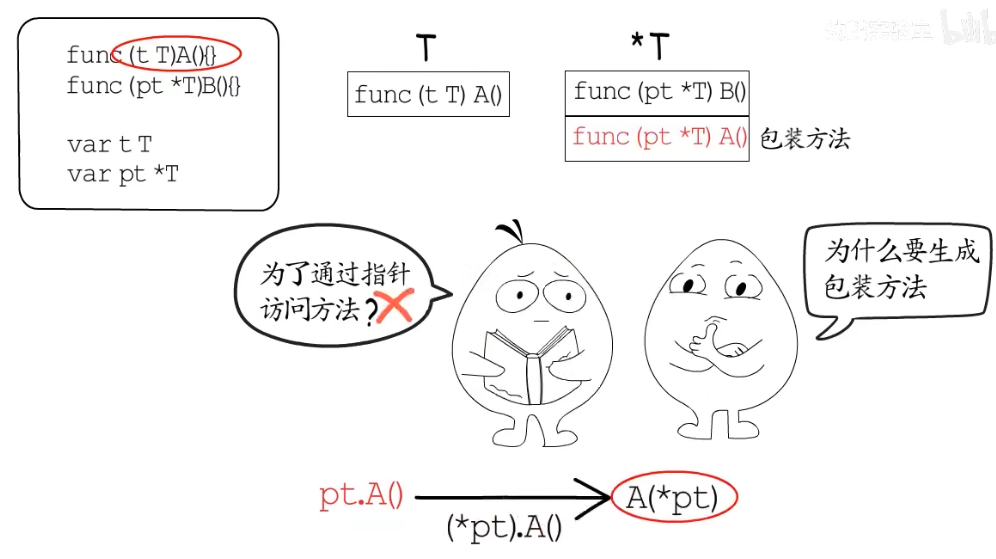 func (t T)A(){}
func (pt *T)B(){}
var t T
var pt *T
T
func (t T) A()
*T
func (pt *T) B()
func (pt *T) A()
包装方法
为了通过指针
访问方法?
为什么要生成
包装方法
pt.A()
(*pt).A()
A(*pt)